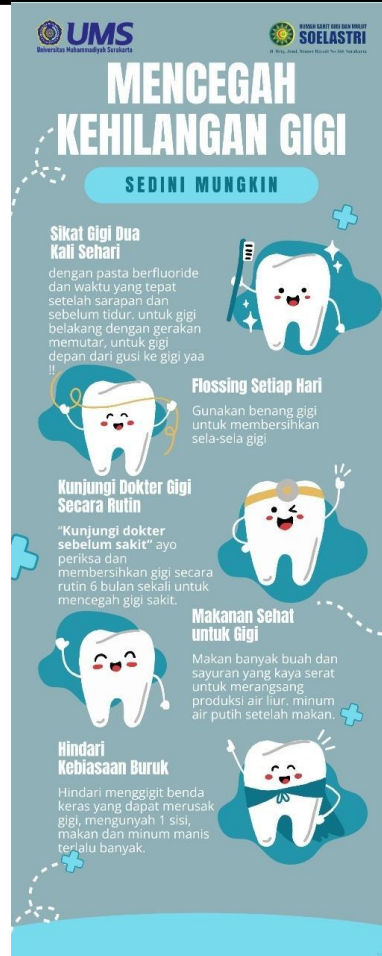 UMS
Universitas Muhammadiyah Surakarta
RUMAH SAKIT GIGI DAN MULUT
SOELASTRI
MENCEGAH
KEHILANGAN GIGI
SEDINI MUNGKIN
Sikat Gigi Dua
Kali Sehari
dengan pasta berfluoride
dan waktu yang tepat
setelah sarapan dan
sebelum tidur. untuk gigi
belakang dengan gerakan
memutar, untuk gigi
depan dari gusi ke gigi yaa
!!
Flossing Setiap Hari
Gunakan benang gigi
untuk membersihkan
sela-sela gigi
Kunjungi Dokter Gigi
Secara Rutin
"Kunjungi dokter
sebelum sakit" ayo
periksa dan
membersihkan gigi secara
rutin 6 bulan sekali untuk
mencegah gigi sakit.
Makanan Sehat
untuk Gigi
Makan banyak buah dan
sayuran yang kaya serat
untuk merangsang
produksi air liur. minum
air putih setelah makan.
Hindari
Kebiasaan Buruk
Hindari menggigit benda
keras yang dapat merusak
gigi, mengunyah 1 sisi,
makan dan minum manis
terlalu banyak.